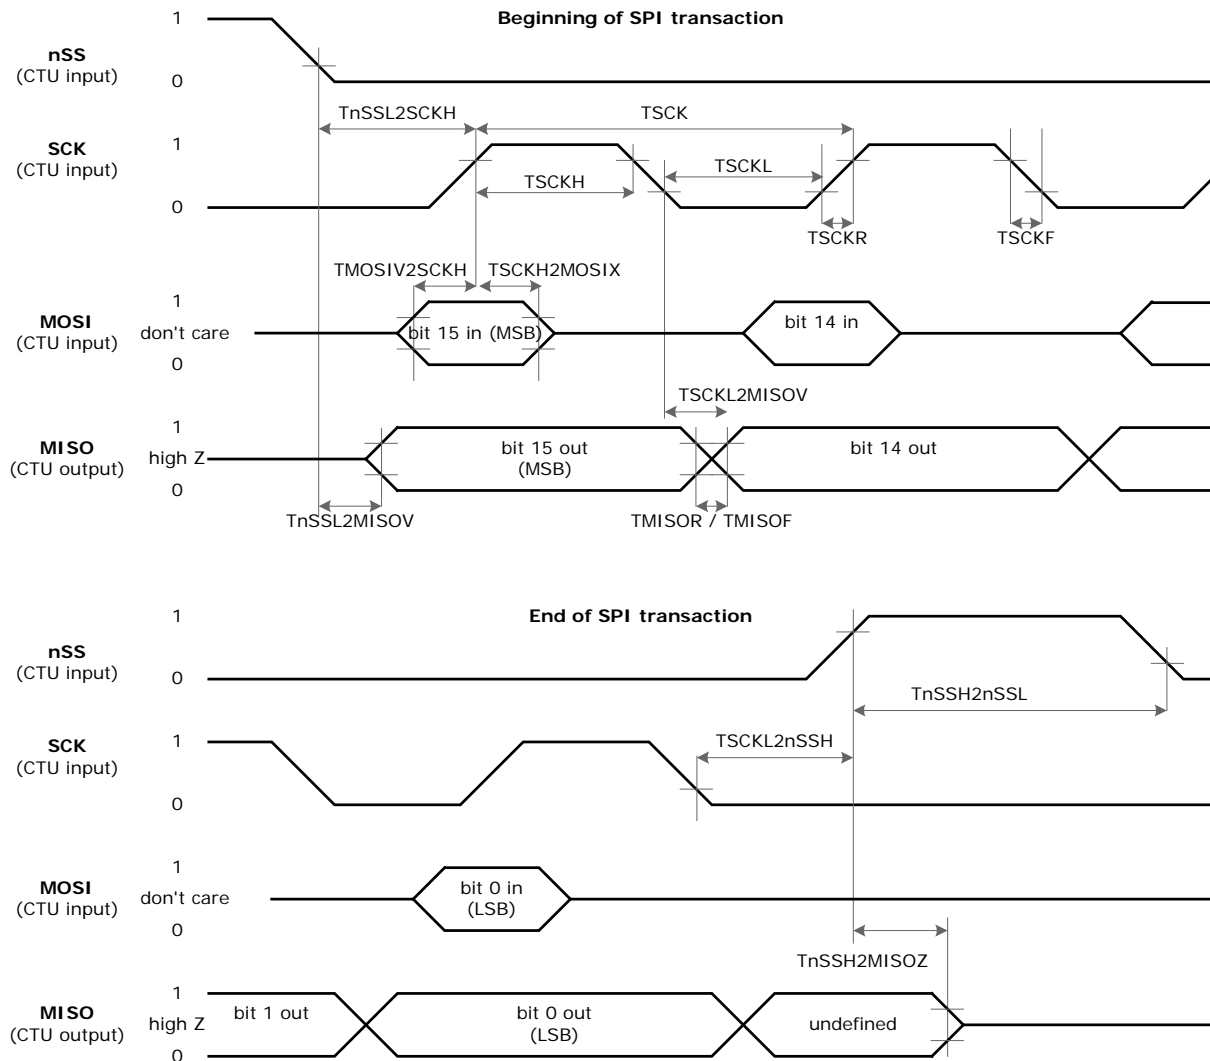 Beginning of SPI transaction
1
nSS
(CTU input)
0
TnSSL2SCKH
TSCK
1
SCK
(CTU input)
TSCKH
TSCKL
0
TSCKR
TSCKF
TMOSIV2SCKH
TSCKH2MOSIX
1
MOSI
(CTU input)
don't care
bit 15 in (MSB)
bit 14 in
0
TSCKL2MISOV
1
MISO
(CTU output)
high Z
bit 15 out
(MSB)
bit 14 out
0
TnSSL2MISOV
TMISOR / TMISOF
End of SPI transaction
1
nSS
(CTU input)
0
TnSSH2nSSL
1
SCK
(CTU input)
TSCKL2nSSH
0
1
MOSI
(CTU input)
don't care
bit 0 in
(LSB)
0
TnSSH2MISOZ
1
MISO
(CTU output)
high Z
bit 1 out
bit 0 out
(LSB)
undefined
0